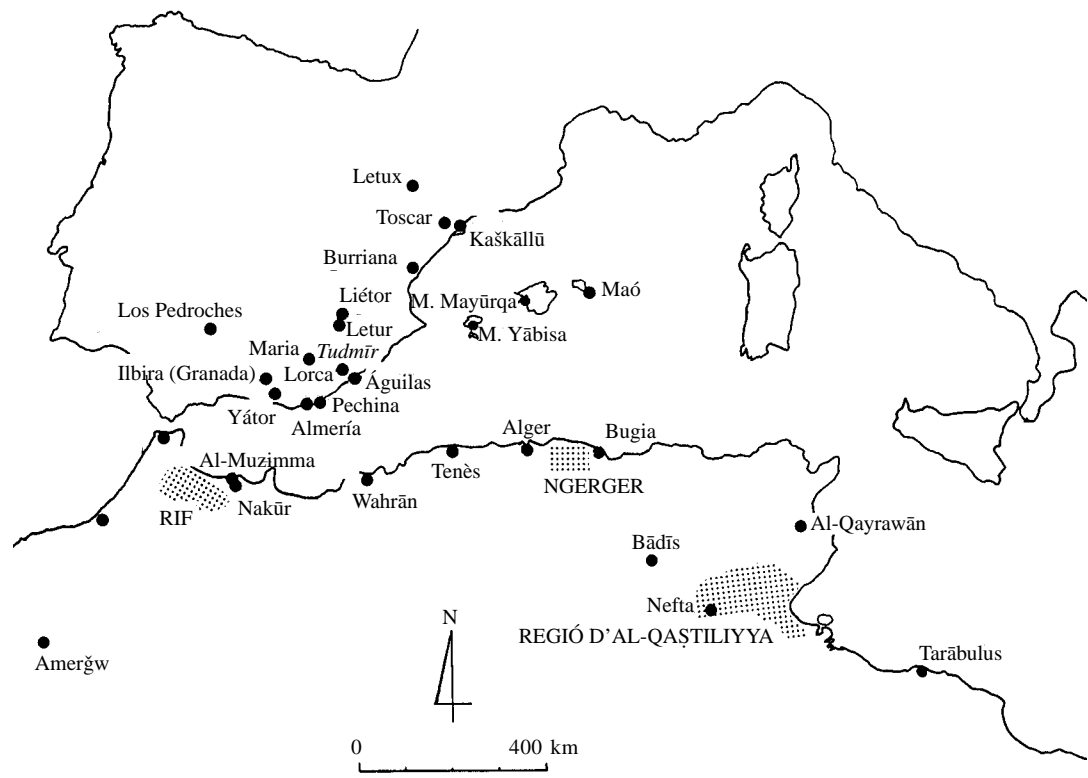 Letux
Toscar
Kaškāllū
Burriana
Maó
M. Mayūrqa
Liétor
Los Pedroches
Letur
M. Yābisa
Maria
Tudmīr
Ilbira (Granada)
Lorca
Águilas
Yátor
Pechina
Almería
Alger
Bugia
Al-Muzimma
Tenès
NGERGER
Nakūr
Wahrān
RIF
Al-Qayrawān
Bādīs
Nefta
N
REGIÓ D'AL-QAṢTILIYYA
Tarābulus
Amerǧw
0
400 km